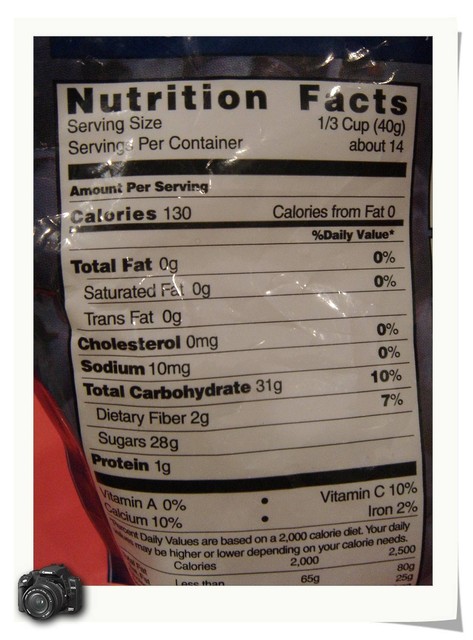 Nutrition Facts
Serving Size 1/3 Cup (40g)
Servings Per Container about 14
Amount Per Serving
Calories 130 Calories from Fat 0
%Daily Value*
Total Fat 0g 0%
Saturated Fat 0g 0%
Trans Fat 0g
Cholesterol 0mg 0%
Sodium 10mg 0%
Total Carbohydrate 31g 10%
Dietary Fiber 2g 7%
Sugars 28g
Protein 1g
Vitamin A 0% • Vitamin C 10%
Calcium 10% • Iron 2%
Percent Daily Values are based on a 2,000 calorie diet. Your daily
values may be higher or lower depending on your calorie needs.
Calories 2,000 2,500
Less than 65g 80g
25g